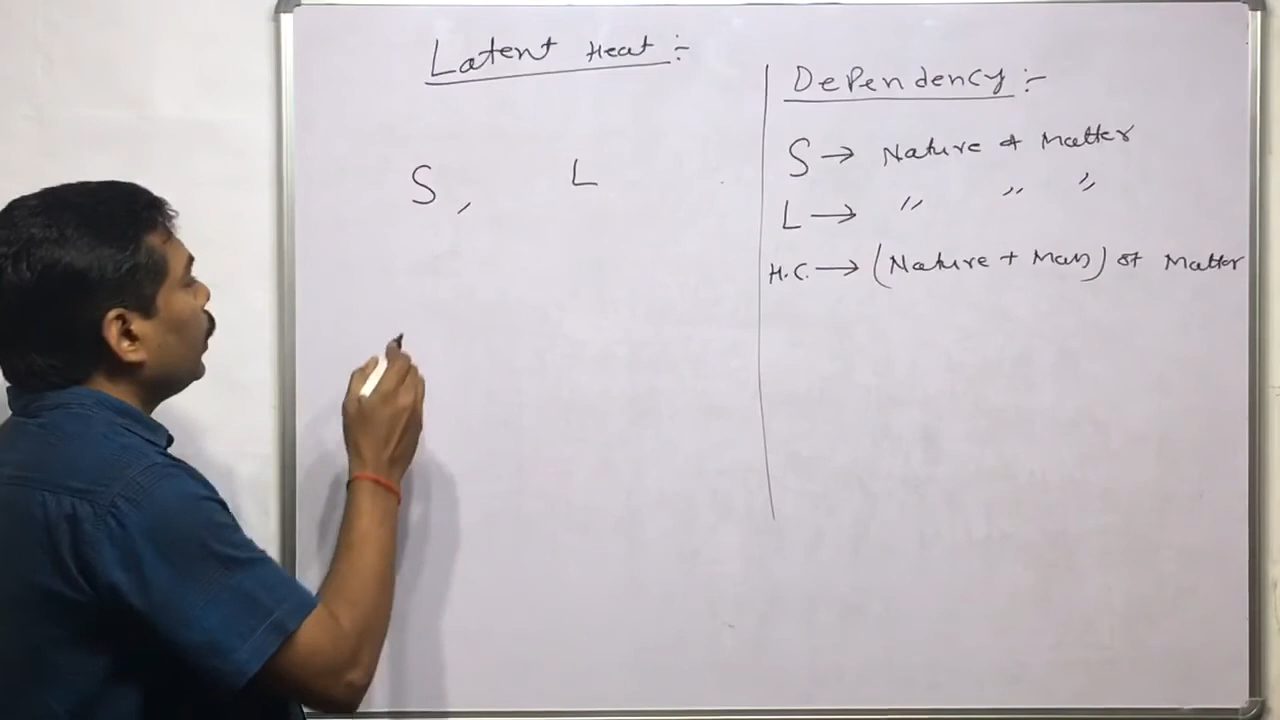 Latent Heat :-
S, L
Dependency :-
S → Nature of Matter
L → " " "
H.C. → (Nature + Mass) of Matter